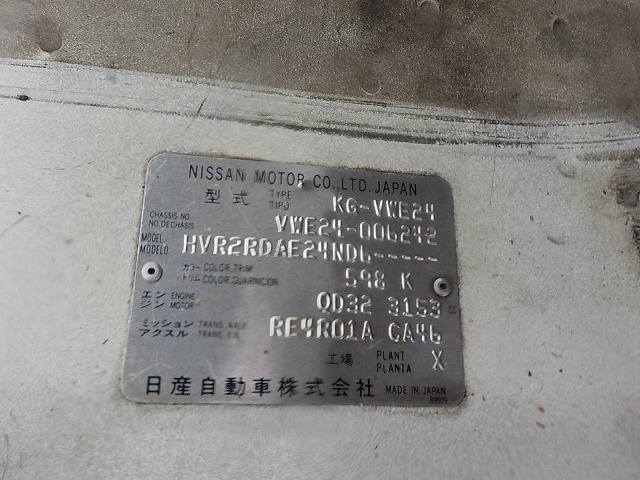 NISSAN MOTOR CO.,LTD. JAPAN
型式 TYPE TIPO KG-VWE24
CHASSIS NO. NO. DECHASIS VWE24-006242
MODEL MODELO HVR2RDAE24ND6-----
カラー COLOR,TRIM トリム COLOR,GUARNICION 598 K
エンジン ENGINE MOTOR QD32 3153 cc
ミッション アクスル TRANS. AXLE TRANS. EJE RE4R01A CA46
工場 PLANT PLANTA X
日産自動車株式会社 MADE IN JAPAN